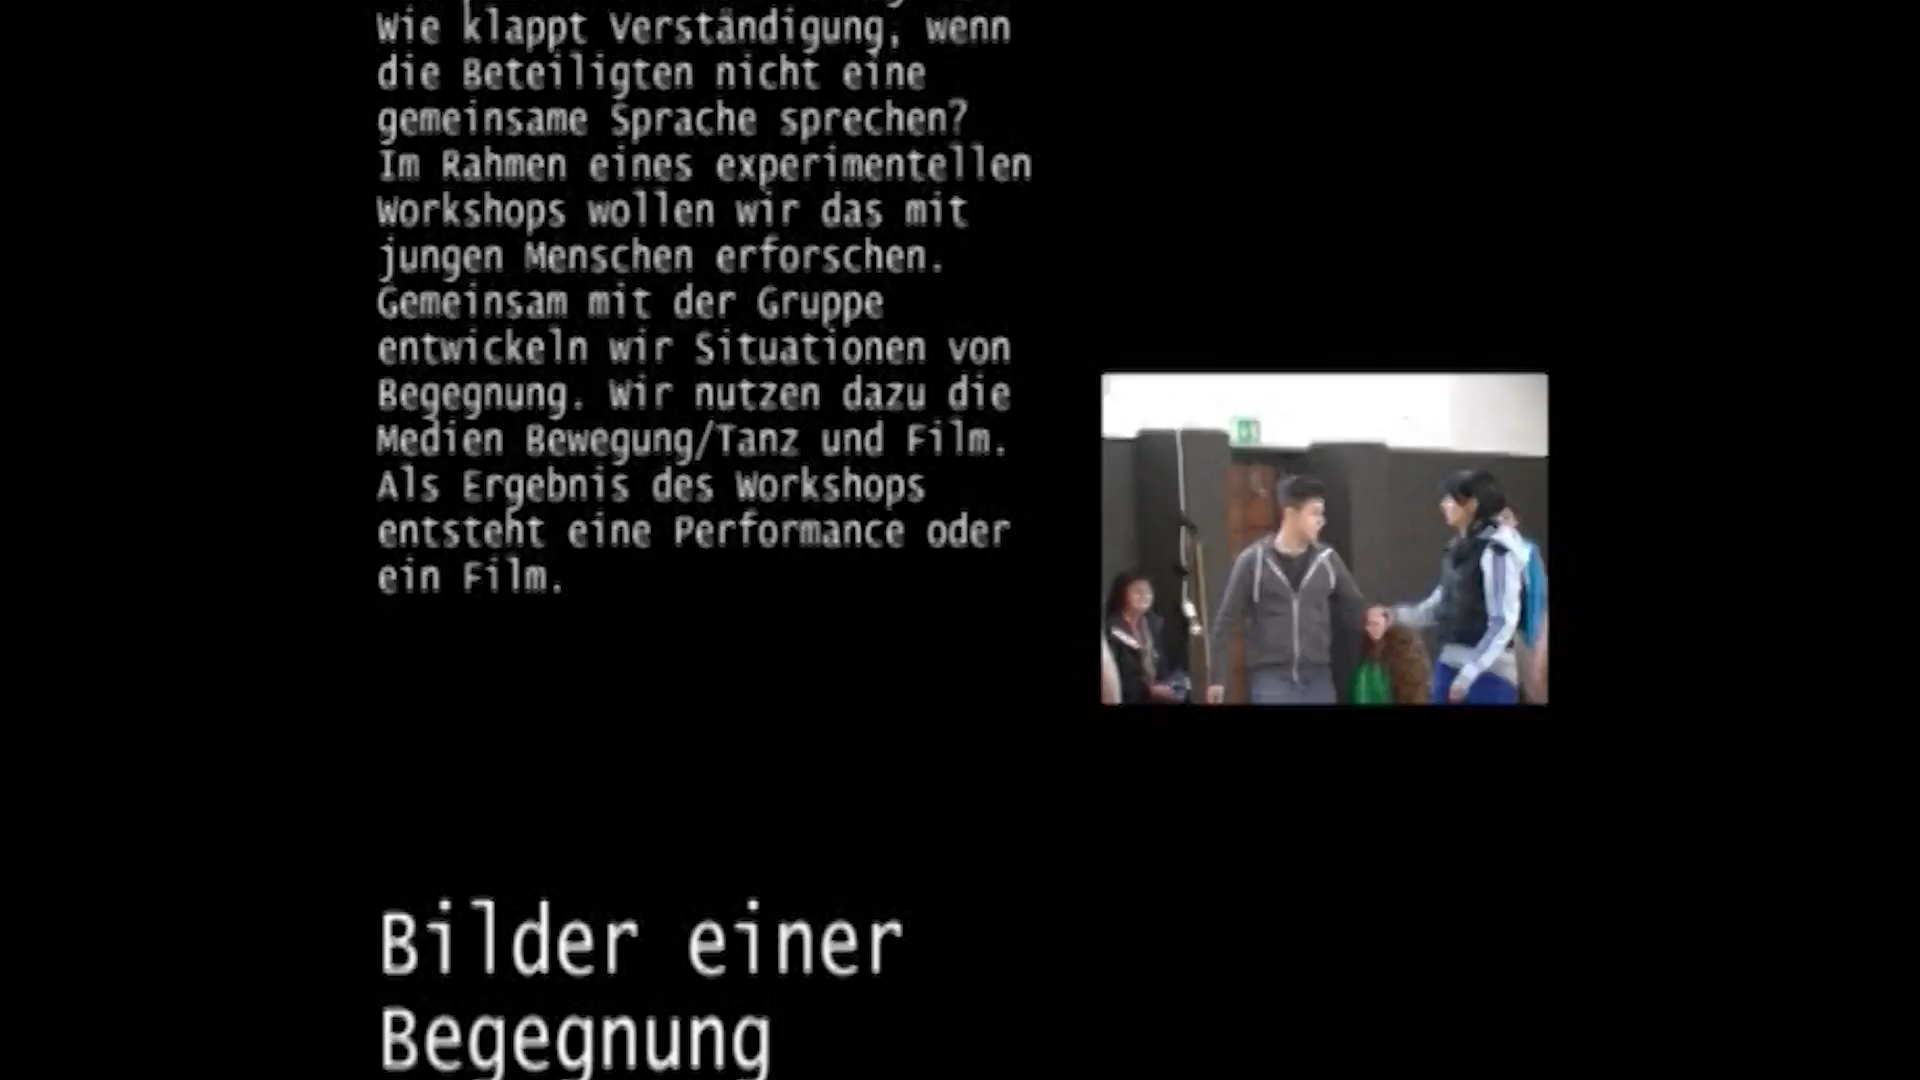 Wie klappt Verständigung, wenn
die Beteiligten nicht eine
gemeinsame Sprache sprechen?
Im Rahmen eines experimentellen
Workshops wollen wir das mit
jungen Menschen erforschen.
Gemeinsam mit der Gruppe
entwickeln wir Situationen von
Begegnung. Wir nutzen dazu die
Medien Bewegung/Tanz und Film.
Als Ergebnis des Workshops
entsteht eine Performance oder
ein Film.
Bilder einer
Begegnung